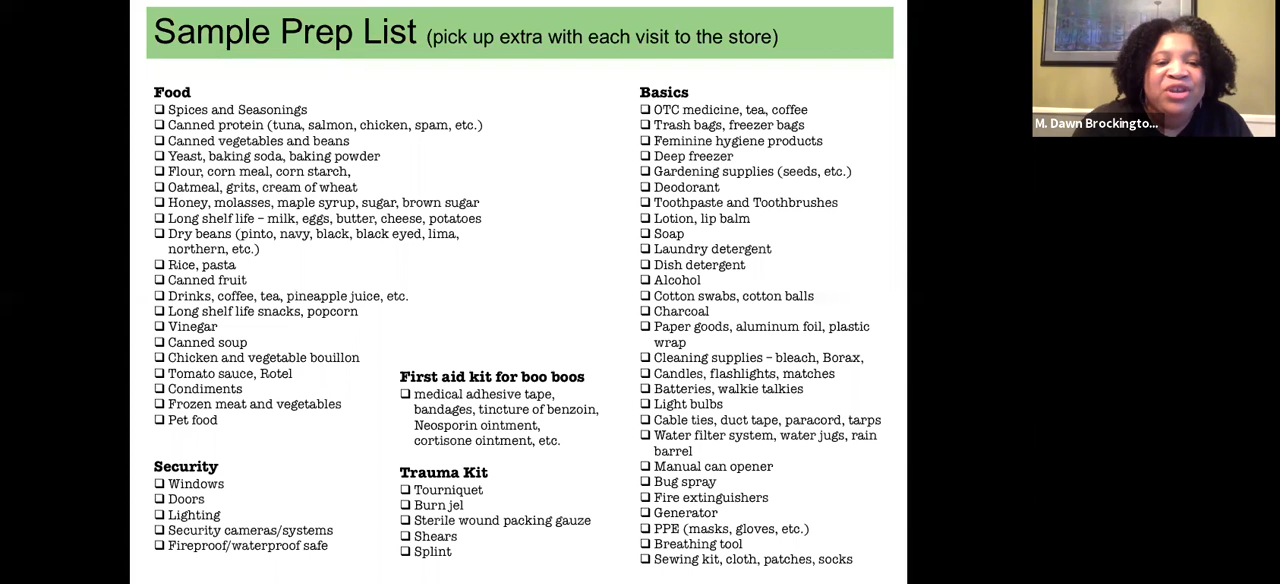 Sample Prep List (pick up extra with each visit to the store)
Food
❑ Spices and Seasonings
❑ Canned protein (tuna, salmon, chicken, spam, etc.)
❑ Canned vegetables and beans
❑ Yeast, baking soda, baking powder
❑ Flour, corn meal, corn starch,
❑ Oatmeal, grits, cream of wheat
❑ Honey, molasses, maple syrup, sugar, brown sugar
❑ Long shelf life – milk, eggs, butter, cheese, potatoes
❑ Dry beans (pinto, navy, black, black eyed, lima,
northern, etc.)
❑ Rice, pasta
❑ Canned fruit
❑ Drinks, coffee, tea, pineapple juice, etc.
❑ Long shelf life snacks, popcorn
❑ Vinegar
❑ Canned soup
❑ Chicken and vegetable bouillon
❑ Tomato sauce, Rotel
❑ Condiments
❑ Frozen meat and vegetables
❑ Pet food
Security
❑ Windows
❑ Doors
❑ Lighting
❑ Security cameras/systems
❑ Fireproof/waterproof safe
First aid kit for boo boos
❑ medical adhesive tape,
bandages, tincture of benzoin,
Neosporin ointment,
cortisone ointment, etc.
Trauma Kit
❑ Tourniquet
❑ Burn jel
❑ Sterile wound packing gauze
❑ Shears
❑ Splint
Basics
❑ OTC medicine, tea, coffee
❑ Trash bags, freezer bags
❑ Feminine hygiene products
❑ Deep freezer
❑ Gardening supplies (seeds, etc.)
❑ Deodorant
❑ Toothpaste and Toothbrushes
❑ Lotion, lip balm
❑ Soap
❑ Laundry detergent
❑ Dish detergent
❑ Alcohol
❑ Cotton swabs, cotton balls
❑ Charcoal
❑ Paper goods, aluminum foil, plastic
wrap
❑ Cleaning supplies – bleach, Borax,
❑ Candles, flashlights, matches
❑ Batteries, walkie talkies
❑ Light bulbs
❑ Cable ties, duct tape, paracord, tarps
❑ Water filter system, water jugs, rain
barrel
❑ Manual can opener
❑ Bug spray
❑ Fire extinguishers
❑ Generator
❑ PPE (masks, gloves, etc.)
❑ Breathing tool
❑ Sewing kit, cloth, patches, socks
M. Dawn Brockingto...